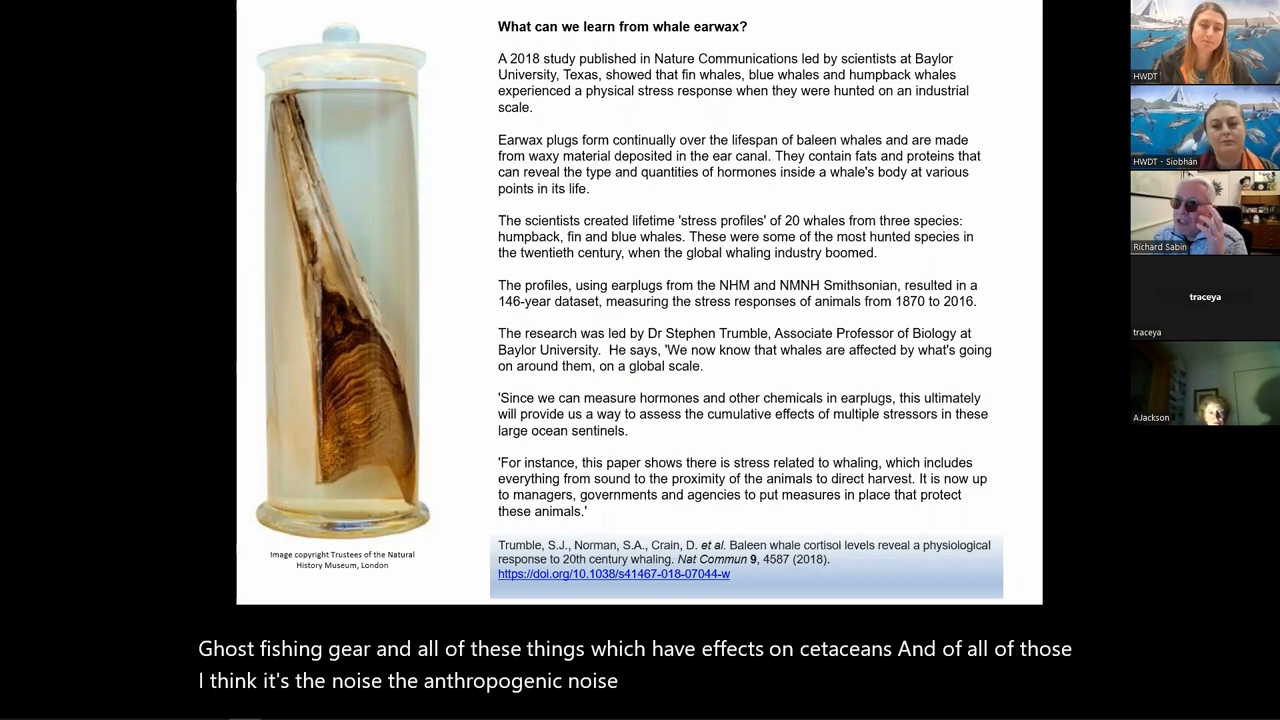 What can we learn from whale earwax?
A 2018 study published in Nature Communications led by scientists at Baylor
University, Texas, showed that fin whales, blue whales and humpback whales
experienced a physical stress response when they were hunted on an industrial
scale.
Earwax plugs form continually over the lifespan of baleen whales and are made
from waxy material deposited in the ear canal. They contain fats and proteins that
can reveal the type and quantities of hormones inside a whale's body at various
points in its life.
The scientists created lifetime 'stress profiles' of 20 whales from three species:
humpback, fin and blue whales. These were some of the most hunted species in
the twentieth century, when the global whaling industry boomed.
The profiles, using earplugs from the NHM and NMNH Smithsonian, resulted in a
146-year dataset, measuring the stress responses of animals from 1870 to 2016.
The research was led by Dr Stephen Trumble, Associate Professor of Biology at
Baylor University.  He says, 'We now know that whales are affected by what's going
on around them, on a global scale.
'Since we can measure hormones and other chemicals in earplugs, this ultimately
will provide us a way to assess the cumulative effects of multiple stressors in these
large ocean sentinels.
'For instance, this paper shows there is stress related to whaling, which includes
everything from sound to the proximity of the animals to direct harvest. It is now up
to managers, governments and agencies to put measures in place that protect
these animals.'
Image copyright Trustees of the Natural
History Museum, London
Trumble, S.J., Norman, S.A., Crain, D. et al. Baleen whale cortisol levels reveal a physiological
response to 20th century whaling. Nat Commun 9, 4587 (2018).
https://doi.org/10.1038/s41467-018-07044-w
HWDT
HWDT - Siobhán
Richard Sabin
traceya
traceya
A Jackson
Ghost fishing gear and all of these things which have effects on cetaceans And of all of those
I think it's the noise the anthropogenic noise